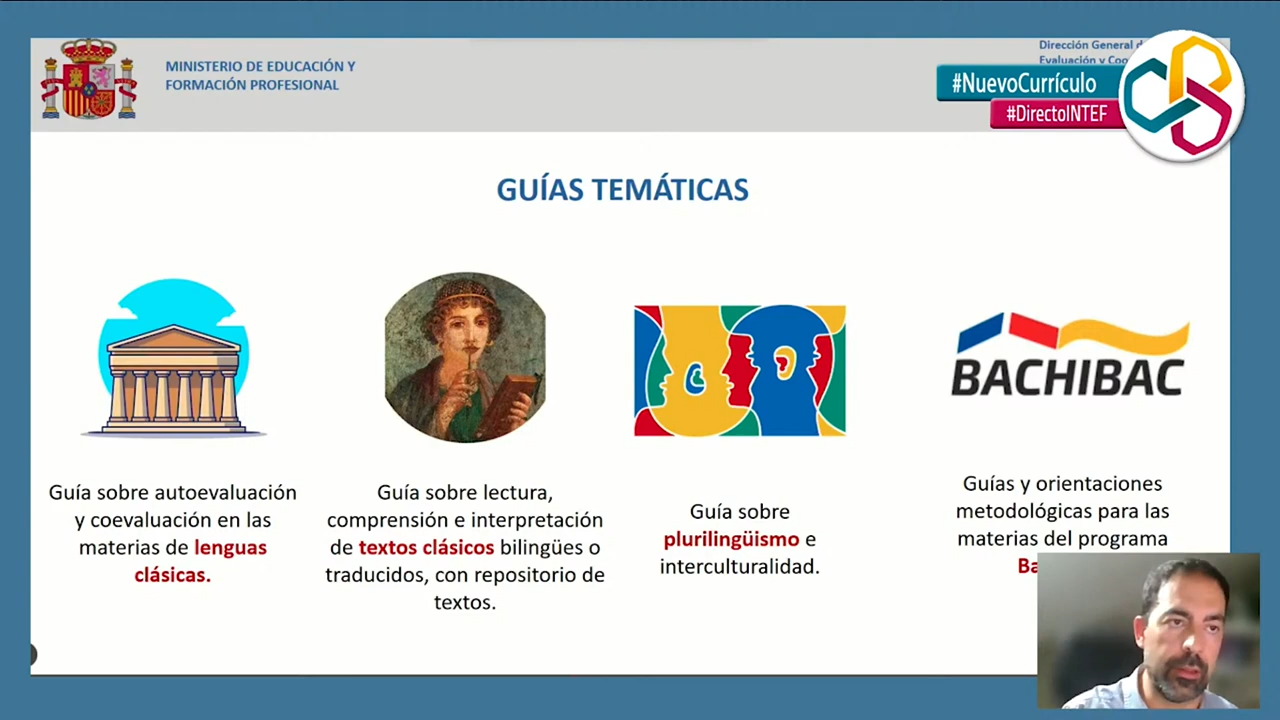 MINISTERIO DE EDUCACIÓN Y
FORMACIÓN PROFESIONAL
Dirección General
Evaluación y
#NuevoCurrículo
#DirectoINTEF
GUÍAS TEMÁTICAS
Guía sobre autoevaluación
y coevaluación en las
materias de lenguas
clásicas.
Guía sobre lectura,
comprensión e interpretación
de textos clásicos bilingües o
traducidos, con repositorio de
textos.
Guía sobre
plurilingüismo e
interculturalidad.
BACHIBAC
Guías y orientaciones
metodológicas para las
materias del programa